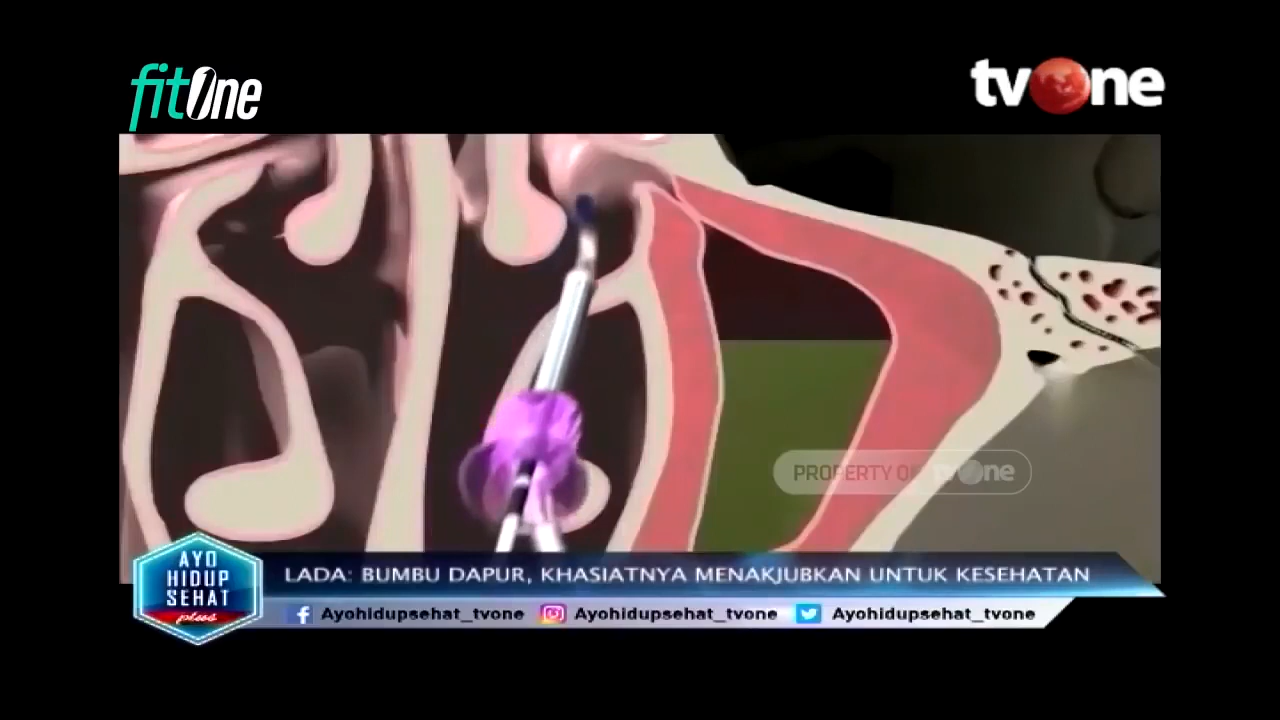 fitOne
tvOne
PROPERTY OF tvOne
AYO
HIDUP
SEHAT
plus
LADA: BUMBU DAPUR, KHASIATNYA MENAKJUBKAN UNTUK KESEHATAN
Ayohidupsehat_tvone Ayohidupsehat_tvone Ayohidupsehat_tvone